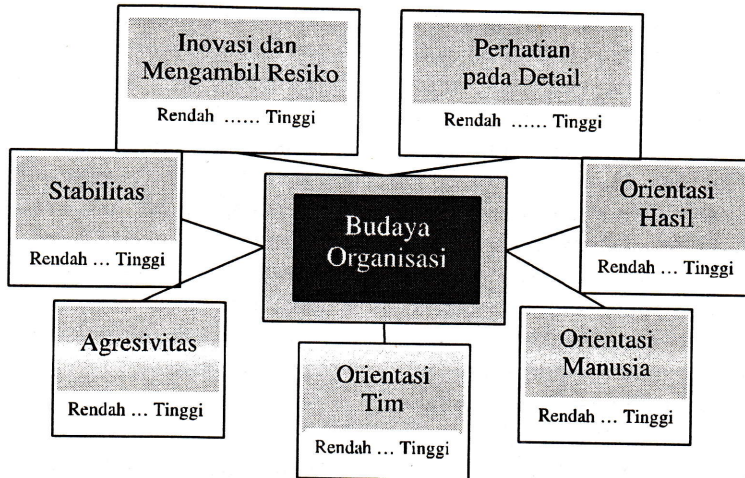 Inovasi dan
Mengambil Resiko
Rendah ...... Tinggi
Perhatian
pada Detail
Rendah ...... Tinggi
Stabilitas
Rendah ... Tinggi
Budaya
Organisasi
Orientasi
Hasil
Rendah ... Tinggi
Agresivitas
Rendah ... Tinggi
Orientasi
Tim
Rendah ... Tinggi
Orientasi
Manusia
Rendah ... Tinggi